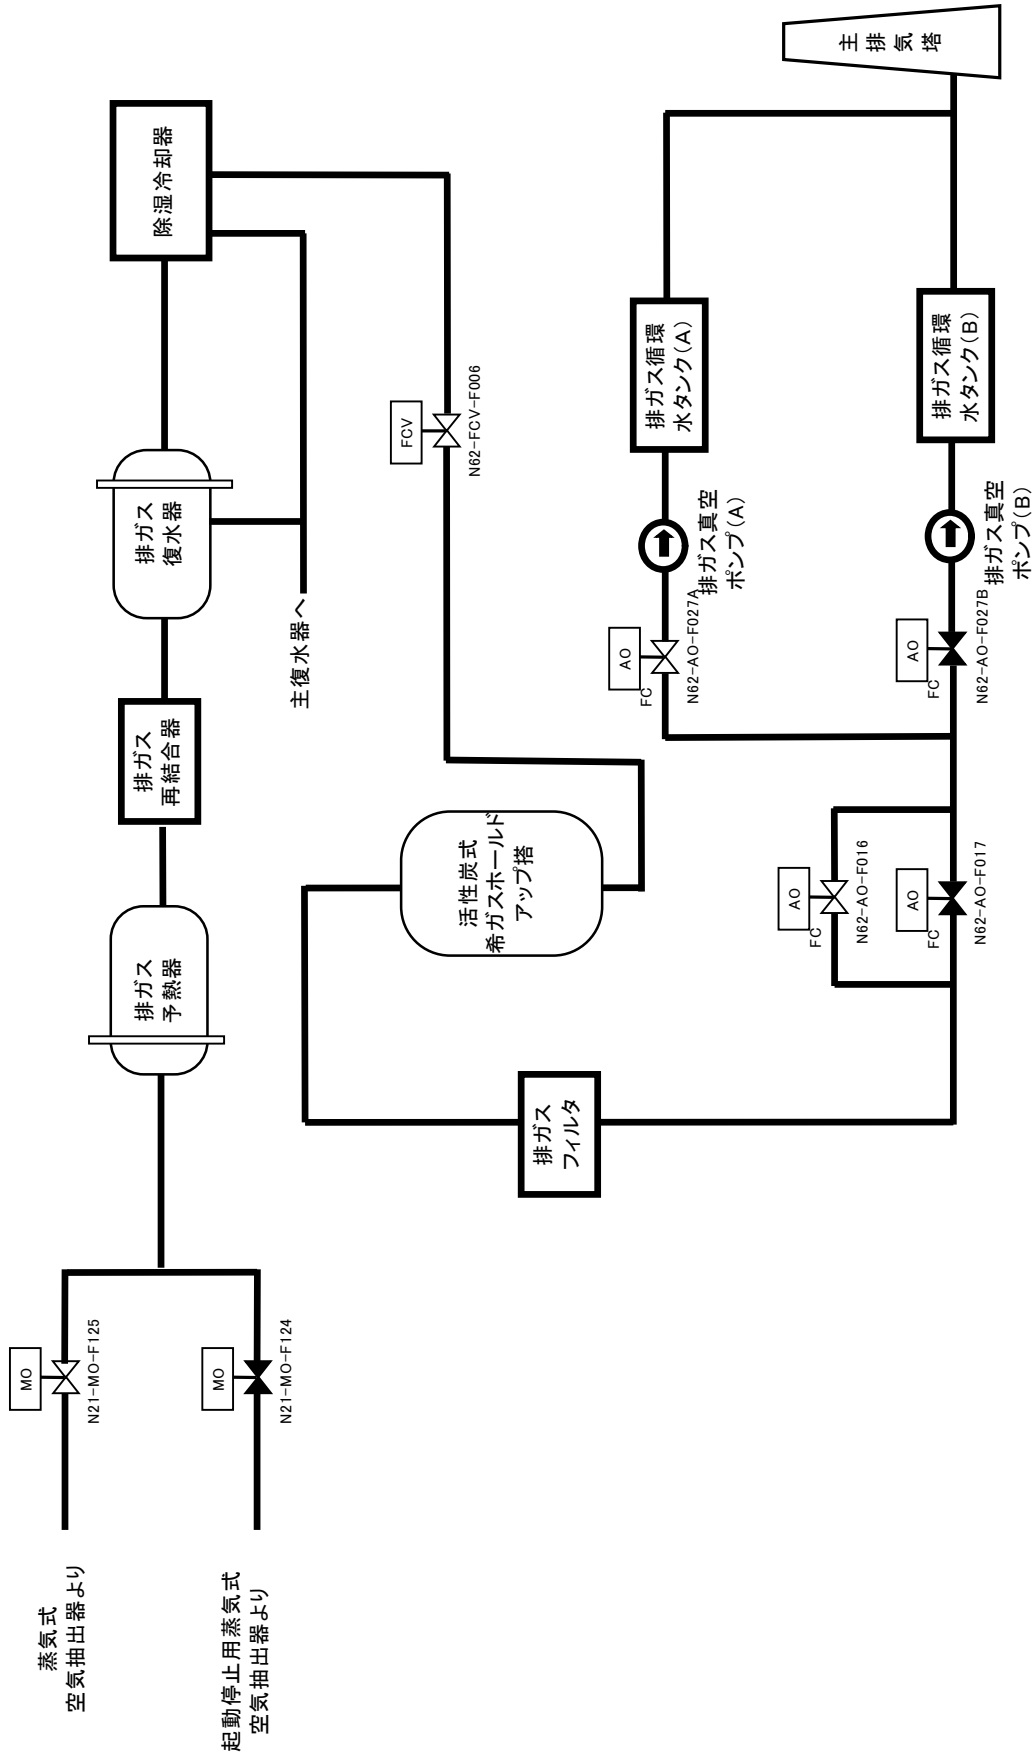 蒸気式
空気抽出器より
MO
N21-MO-F125
起動停止用蒸気式
空気抽出器より
MO
N21-MO-F124
排ガス
予熱器
排ガス
再結合器
排ガス
復水器
除湿冷却器
主復水器へ
FCV
N62-FCV-F006
活性炭式
希ガスホールド
アップ塔
排ガス
フィルタ
AO
FC
N62-AO-F016
AO
FC
N62-AO-F017
AO
FC
N62-AO-F027A
排ガス真空
ポンプ(A)
排ガス循環
水タンク(A)
AO
FC
N62-AO-F027B
排ガス真空
ポンプ(B)
排ガス循環
水タンク(B)
主排気塔